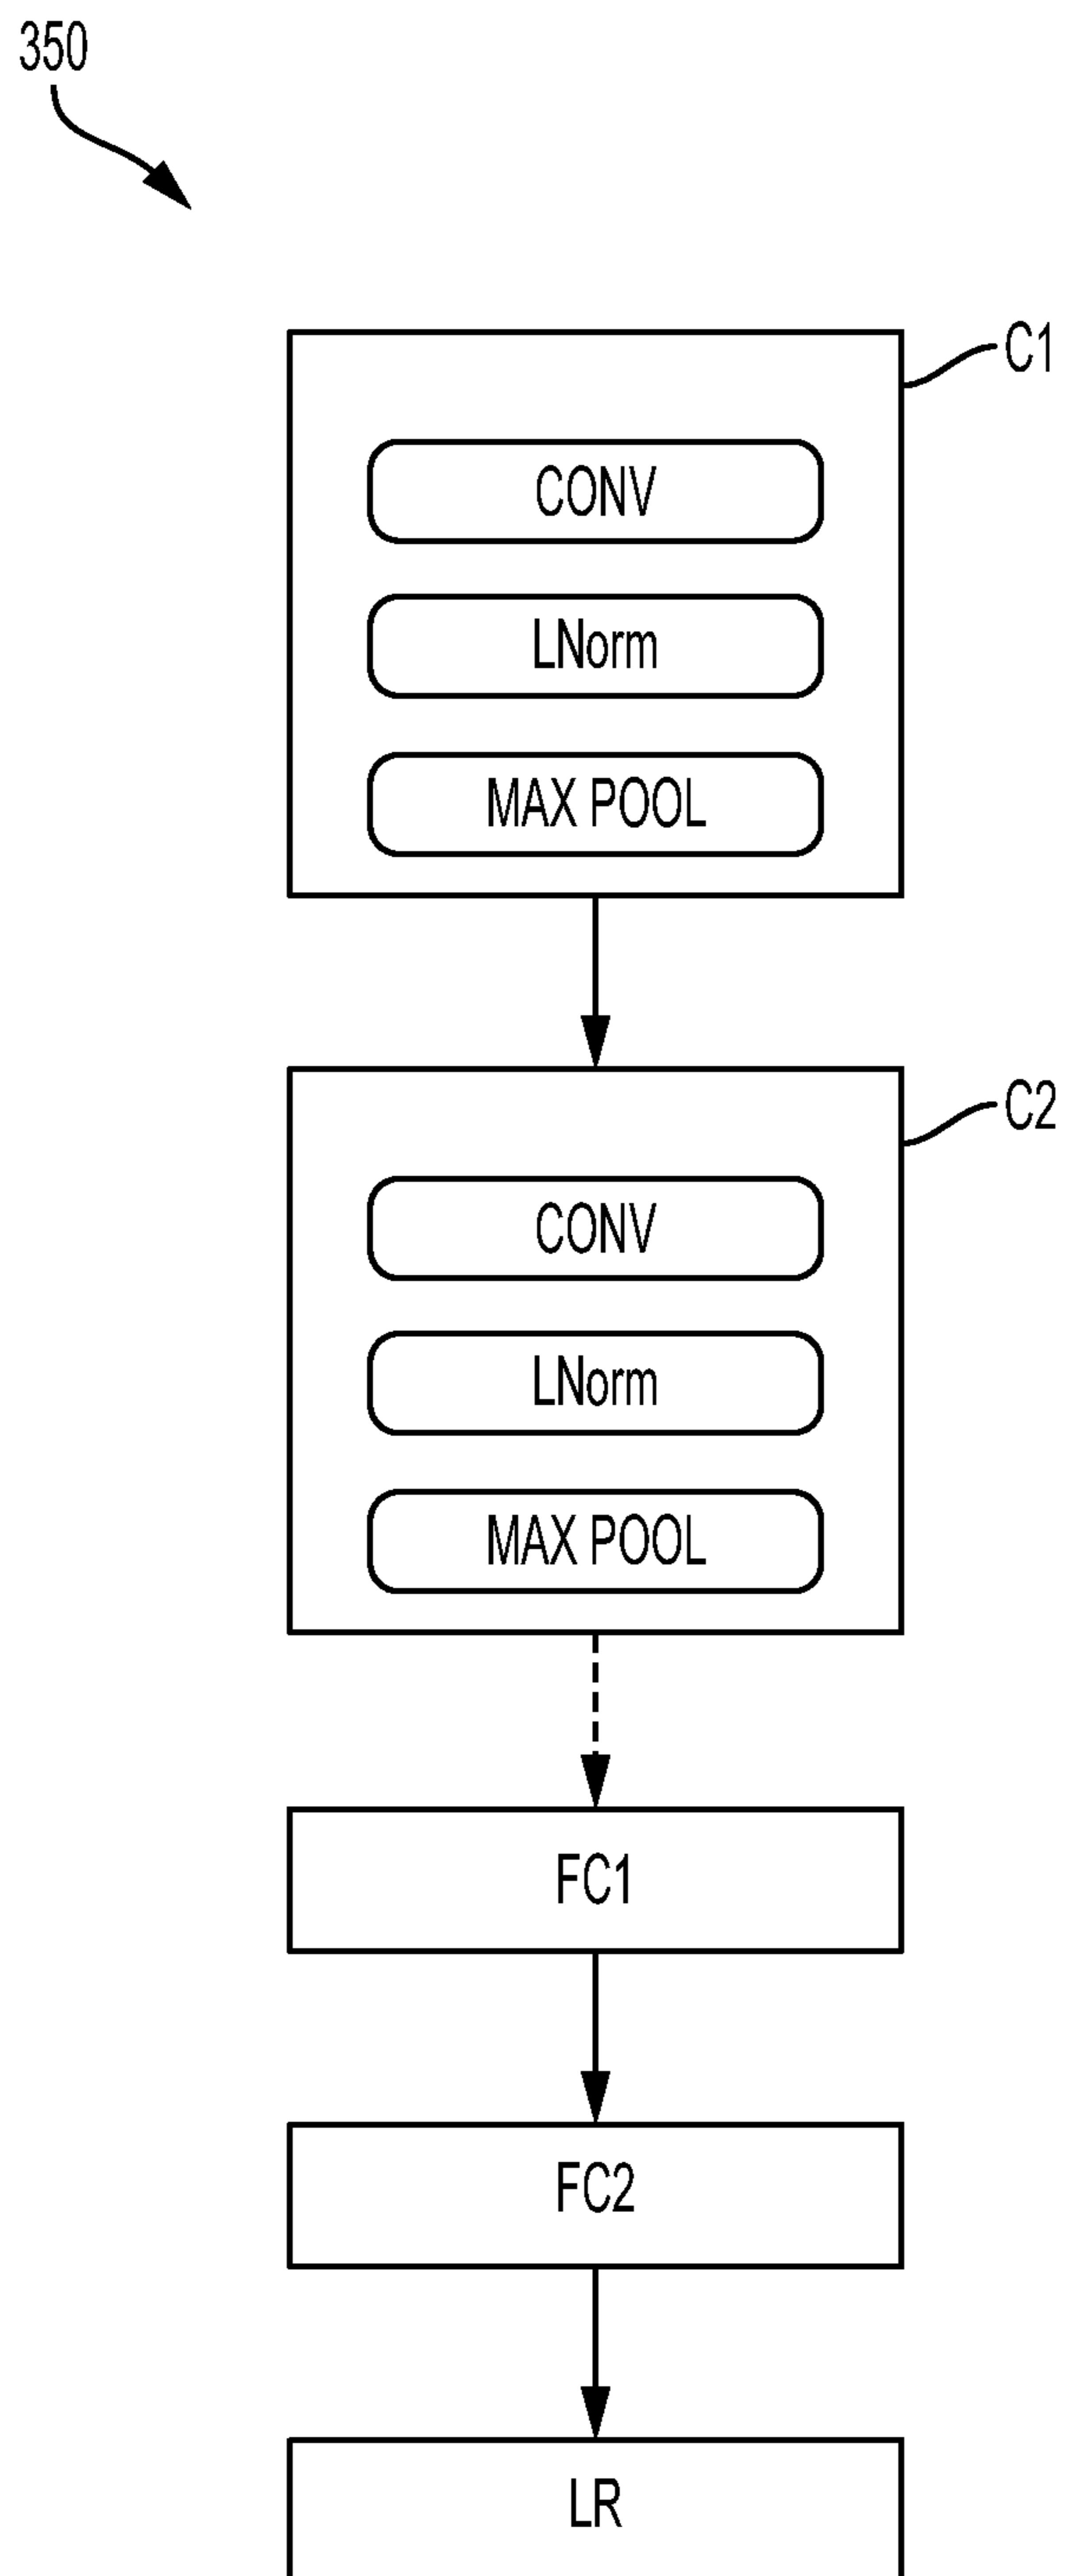 350
C1
CONV
LNorm
MAX POOL
C2
CONV
LNorm
MAX POOL
FC1
FC2
LR